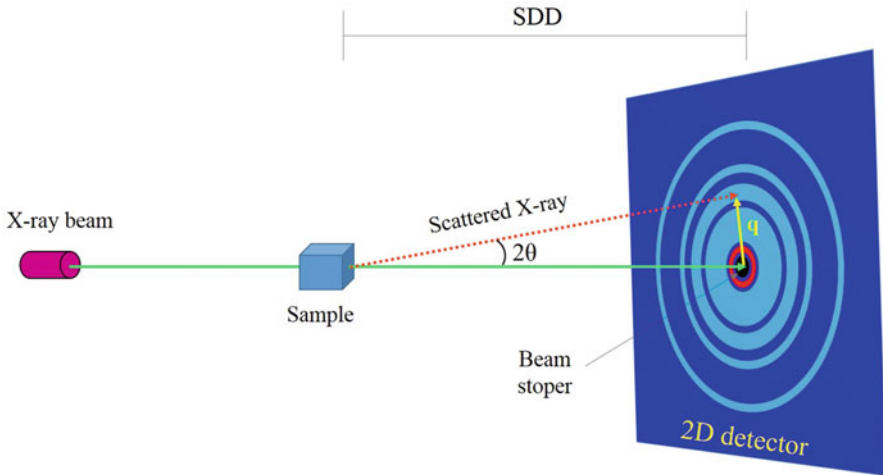 SDD
X-ray beam
Scattered X-ray
2θ
q
Sample
Beam
stoper
2D detector